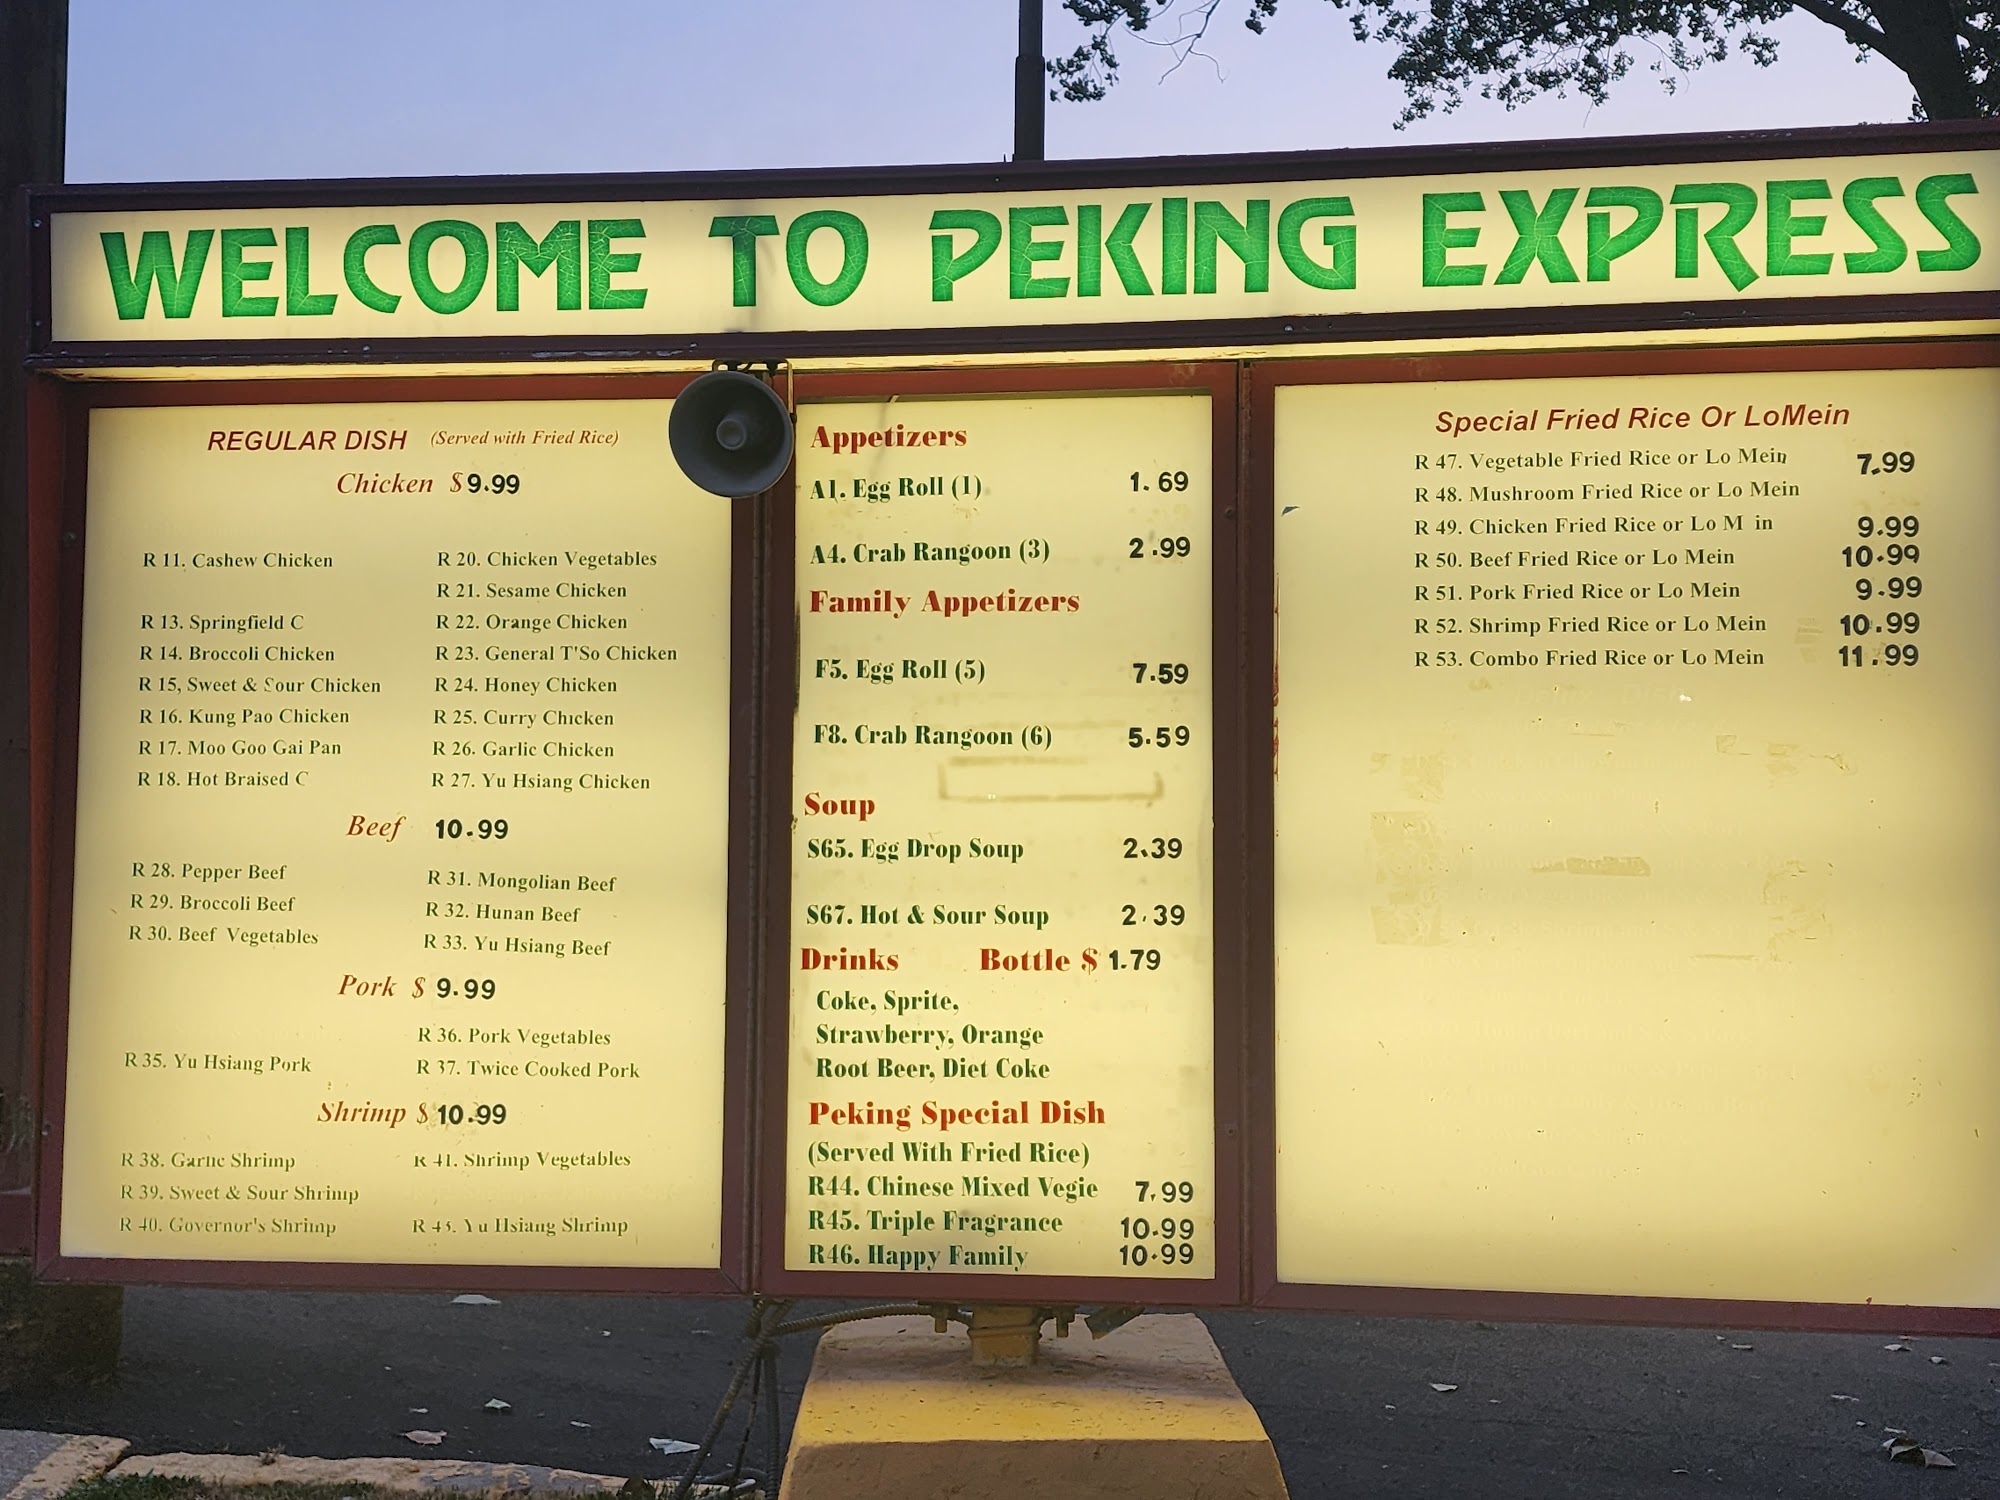 WELCOME TO PEKING EXPRESS
REGULAR DISH (Served with Fried Rice)
Chicken $9.99
R 11. Cashew Chicken
R 13. Springfield C
R 14. Broccoli Chicken
R 15, Sweet & Sour Chicken
R 16. Kung Pao Chicken
R 17. Moo Goo Gai Pan
R 18. Hot Braised C
R 20. Chicken Vegetables
R 21. Sesame Chicken
R 22. Orange Chicken
R 23. General T'So Chicken
R 24. Honey Chicken
R 25. Curry Chicken
R 26. Garlic Chicken
R 27. Yu Hsiang Chicken
Beef 10.99
R 28. Pepper Beef
R 29. Broccoli Beef
R 30. Beef Vegetables
R 31. Mongolian Beef
R 32. Hunan Beef
R 33. Yu Hsiang Beef
Pork $ 9.99
R 35. Yu Hsiang Pork
R 36. Pork Vegetables
R 37. Twice Cooked Pork
Shrimp $ 10.99
R 38. Garlic Shrimp
R 39. Sweet & Sour Shrimp
R 40. Governor's Shrimp
R 41. Shrimp Vegetables
R 43. Yu Hsiang Shrimp
Appetizers
A1. Egg Roll (1) 1.69
A4. Crab Rangoon (3) 2.99
Family Appetizers
F5. Egg Roll (5) 7.59
F8. Crab Rangoon (6) 5.59
Soup
S65. Egg Drop Soup 2.39
S67. Hot & Sour Soup 2.39
Drinks Bottle $ 1.79
Coke, Sprite,
Strawberry, Orange
Root Beer, Diet Coke
Peking Special Dish
(Served With Fried Rice)
R44. Chinese Mixed Vegie 7.99
R45. Triple Fragrance 10.99
R46. Happy Family 10.99
Special Fried Rice Or LoMein
R 47. Vegetable Fried Rice or Lo Mein 7.99
R 48. Mushroom Fried Rice or Lo Mein
R 49. Chicken Fried Rice or Lo M in 9.99
R 50. Beef Fried Rice or Lo Mein 10.99
R 51. Pork Fried Rice or Lo Mein 9.99
R 52. Shrimp Fried Rice or Lo Mein 10.99
R 53. Combo Fried Rice or Lo Mein 11.99